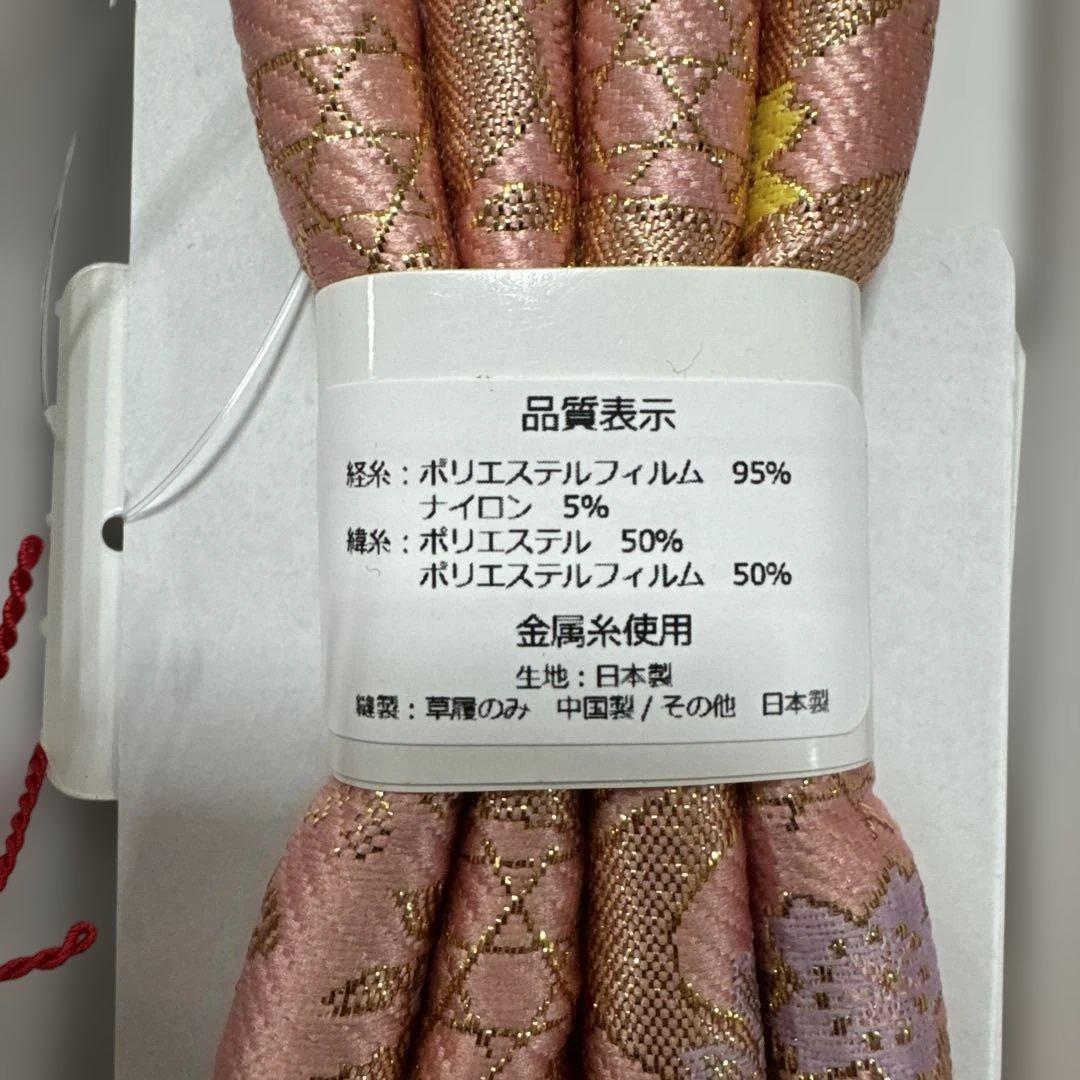 品質表示
経糸：ポリエステルフィルム　95%
ナイロン　5%
緯糸：ポリエステル　50%
ポリエステルフィルム　50%
金属糸使用
生地：日本製
縫製：草履のみ　中国製 / その他　日本製